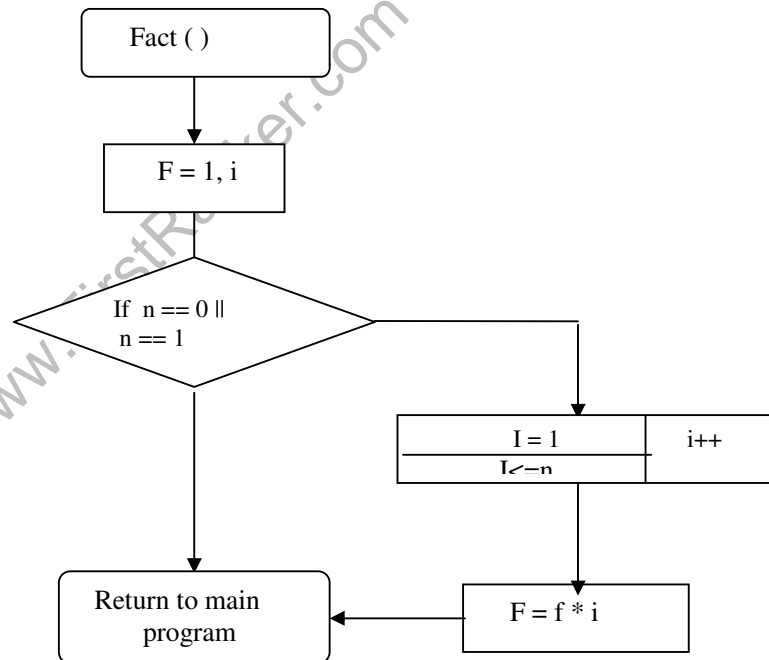 Fact ( )
F = 1, i
If n == 0 ||
n == 1
I = 1
i++
I<=n
F = f * i
Return to main
program